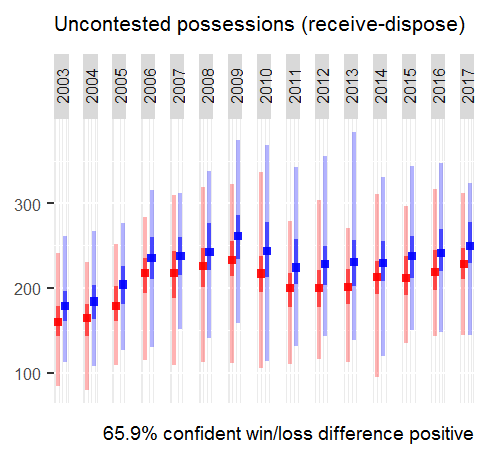 Uncontested possessions (receive-dispose)
2003 2004 2005 2006 2007 2008 2009 2010 2011 2012 2013 2014 2015 2016 2017
300
200
100
65.9% confident win/loss difference positive